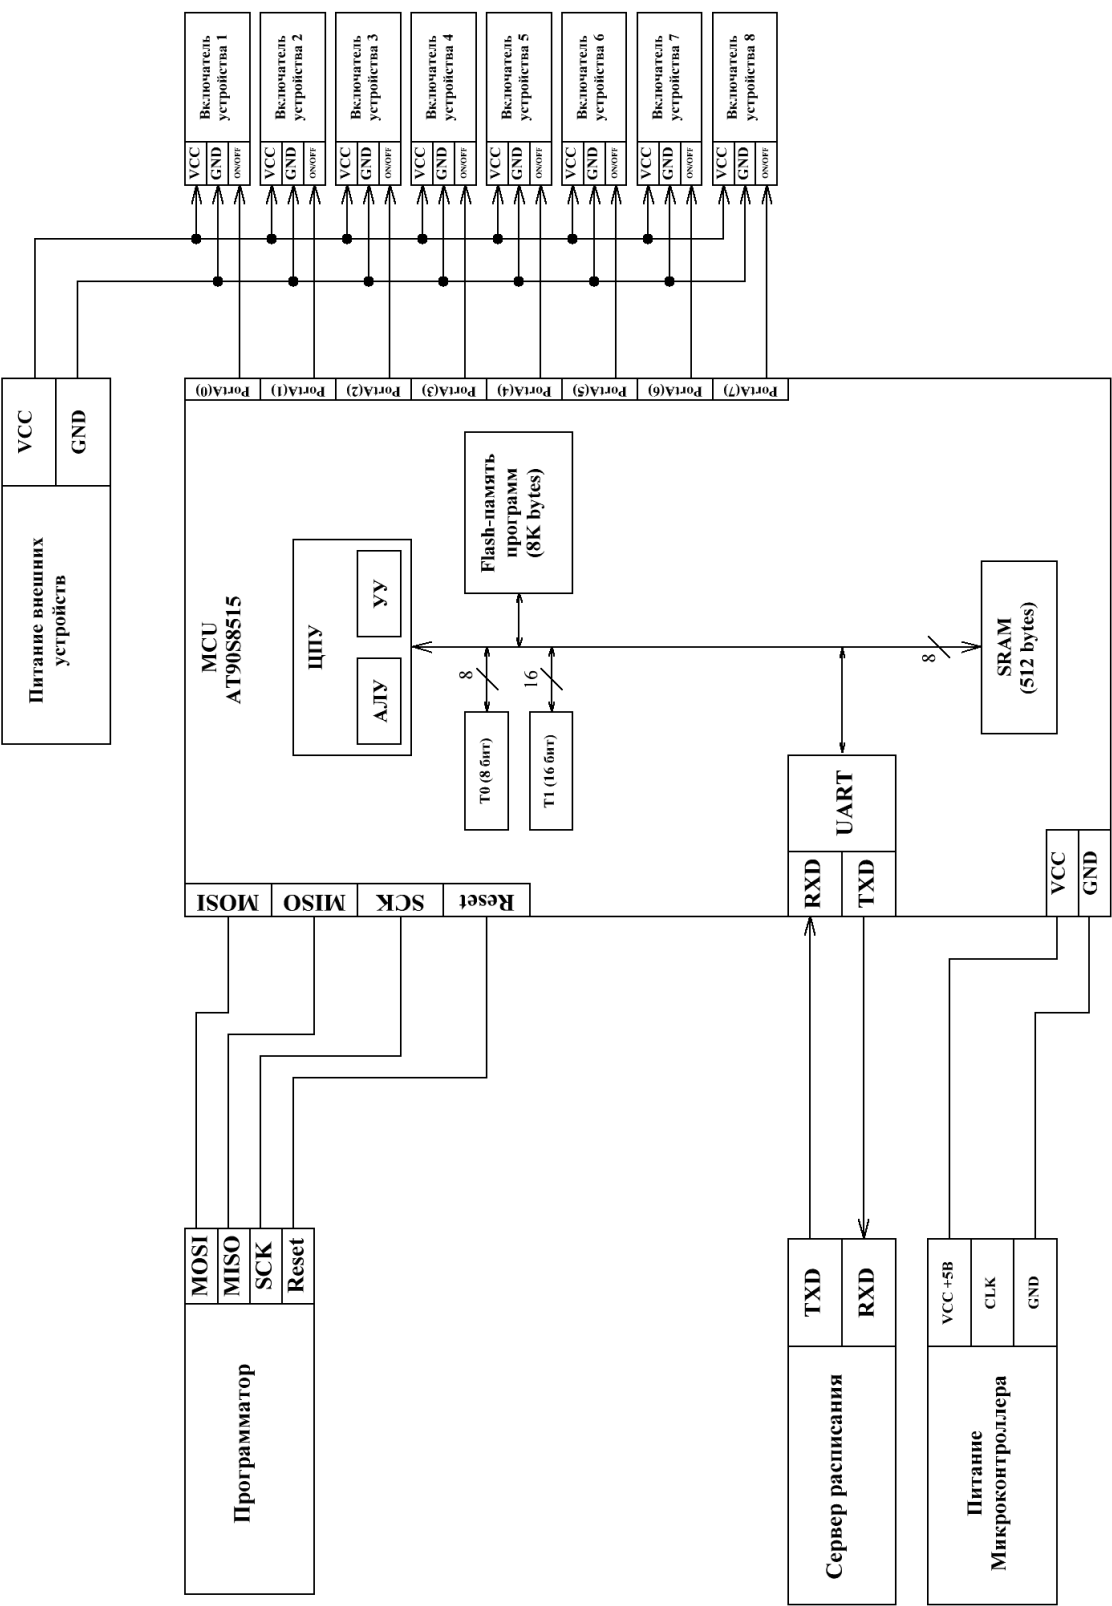 Программатор
MOSI
MISO
SCK
Reset
Сервер расписания
TXD
RXD
Питание
Микроконтроллера
VCC +5В
CLK
GND
MOSI
MISO
SCK
Reset
RXD
TXD
UART
VCC
GND
MCU
AT90S8515
ЦПУ
АЛУ
УУ
T0 (8 бит)
8
T1 (16 бит)
16
Flash-память
программ
(8K bytes)
8
SRAM
(512 bytes)
PortA(0)
PortA(1)
PortA(2)
PortA(3)
PortA(4)
PortA(5)
PortA(6)
PortA(7)
Питание внешних
устройств
VCC
GND
VCC
GND
ON/OFF
Включатель
устройства 1
VCC
GND
ON/OFF
Включатель
устройства 2
VCC
GND
ON/OFF
Включатель
устройства 3
VCC
GND
ON/OFF
Включатель
устройства 4
VCC
GND
ON/OFF
Включатель
устройства 5
VCC
GND
ON/OFF
Включатель
устройства 6
VCC
GND
ON/OFF
Включатель
устройства 7
VCC
GND
ON/OFF
Включатель
устройства 8